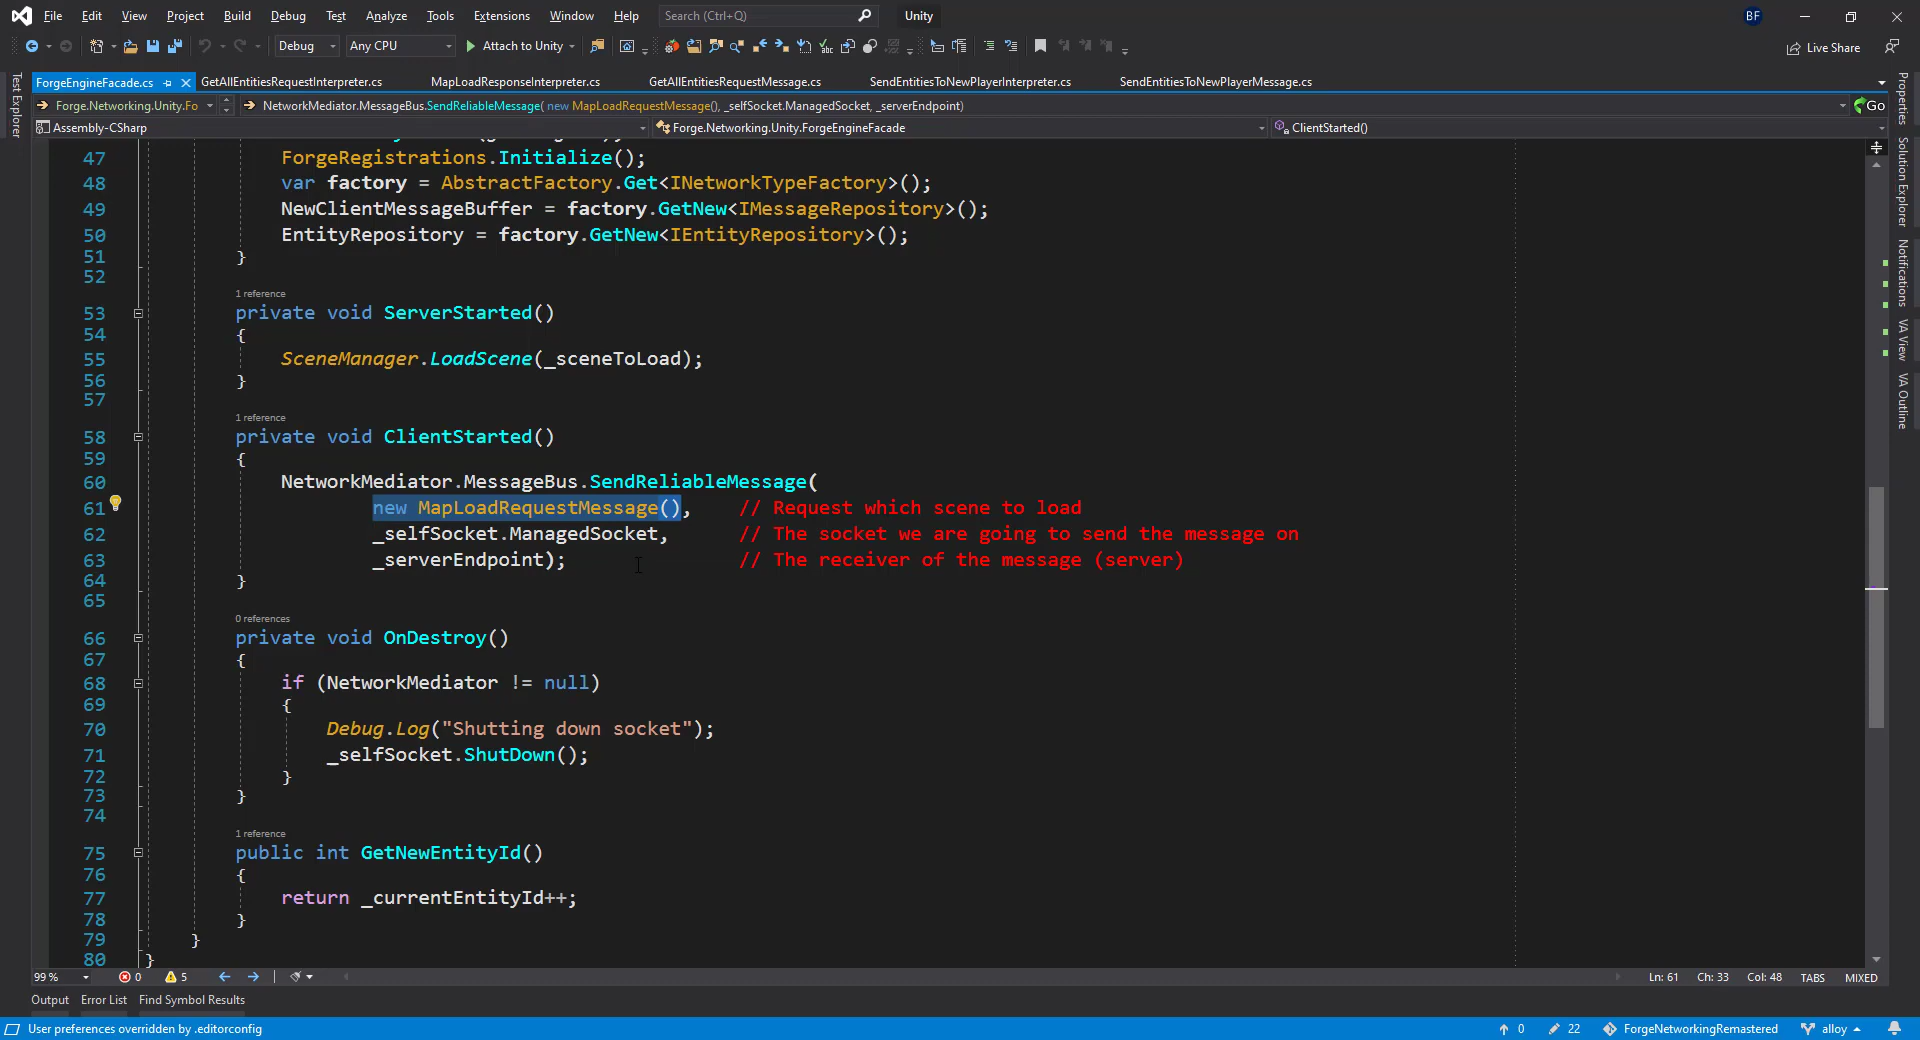 File Edit View Project Build Debug Test Analyze Tools Extensions Window Help Search (Ctrl+Q) Unity BF
Debug Any CPU Attach to Unity Live Share
ForgeEngineFacade.cs GetAllEntitiesRequestInterpreter.cs MapLoadResponseInterpreter.cs GetAllEntitiesRequestMessage.cs SendEntitiesToNewPlayerInterpreter.cs SendEntitiesToNewPlayerMessage.cs
Forge.Networking.Unity.Fo NetworkMediator.MessageBus.SendReliableMessage( new MapLoadRequestMessage(), _selfSocket.ManagedSocket, _serverEndpoint) Go
Assembly-CSharp Forge.Networking.Unity.ForgeEngineFacade ClientStarted()
Test Explorer
Properties
Solution Explorer
Notifications
VA View
VA Outline
47 ForgeRegistrations.Initialize();
48 var factory = AbstractFactory.Get<INetworkTypeFactory>();
49 NewClientMessageBuffer = factory.GetNew<IMessageRepository>();
50 EntityRepository = factory.GetNew<IEntityRepository>();
51 }
52
1 reference
53 private void ServerStarted()
54 {
55 SceneManager.LoadScene(_sceneToLoad);
56 }
57
1 reference
58 private void ClientStarted()
59 {
60 NetworkMediator.MessageBus.SendReliableMessage(
61 new MapLoadRequestMessage(), // Request which scene to load
62 _selfSocket.ManagedSocket, // The socket we are going to send the message on
63 _serverEndpoint); // The receiver of the message (server)
64 }
65
0 references
66 private void OnDestroy()
67 {
68 if (NetworkMediator != null)
69 {
70 Debug.Log("Shutting down socket");
71 _selfSocket.ShutDown();
72 }
73 }
74
1 reference
75 public int GetNewEntityId()
76 {
77 return _currentEntityId++;
78 }
79 }
80 }
99 % 0 5 Ln: 61 Ch: 33 Col: 48 TABS MIXED
Output Error List Find Symbol Results
User preferences overridden by .editorconfig 0 22 ForgeNetworkingRemastered alloy